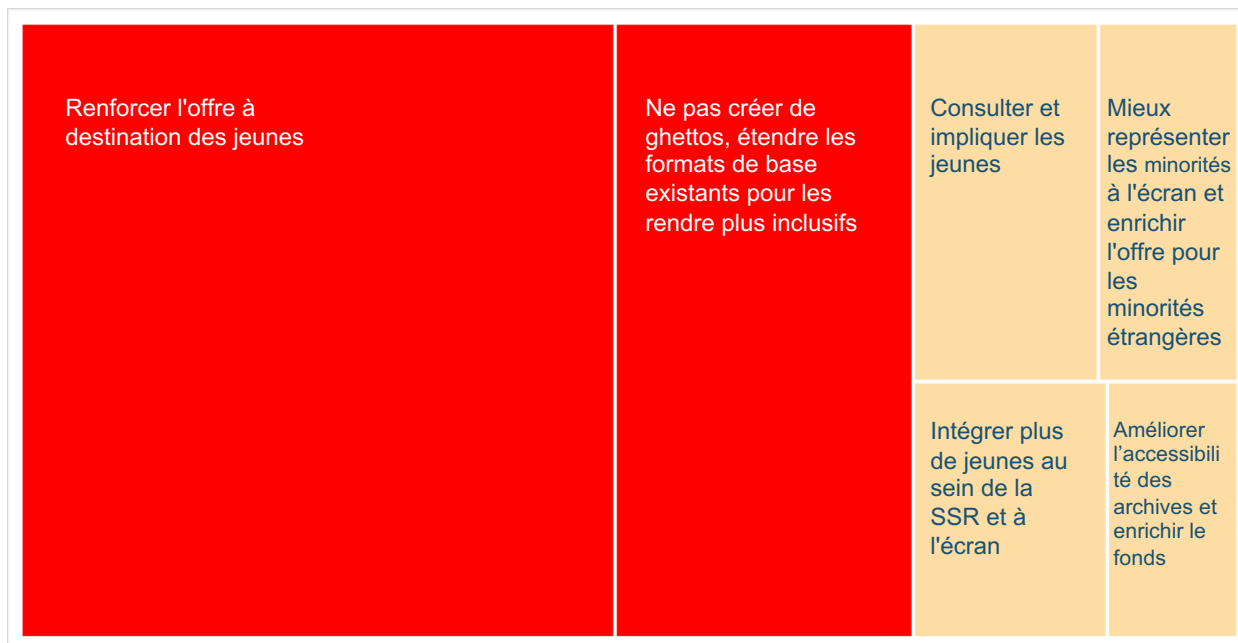 Renforcer l'offre à
destination des jeunes
Ne pas créer de
ghettos, étendre les
formats de base
existants pour les
rendre plus inclusifs
Consulter et
impliquer les
jeunes
Mieux
représenter
les minorités
à l'écran et
enrichir
l'offre pour
les
minorités
étrangères
Intégrer plus
de jeunes au
sein de la
SSR et à
l'écran
Améliorer
l’accessibili
té des
archives et
enrichir le
fonds